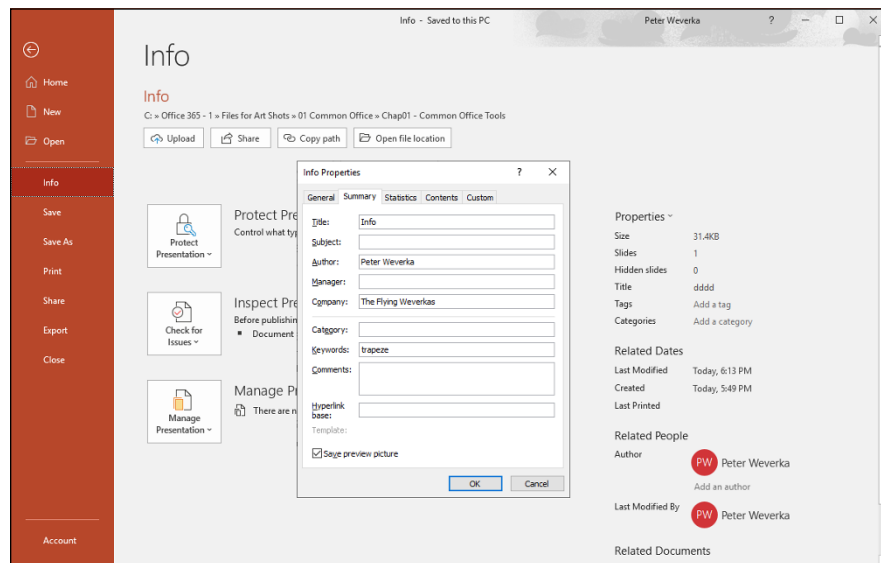 Info - Saved to this PC
Peter Weverka
?
Info
Home
New
Open
Info
Save
Save As
Print
Share
Export
Close
Account
Info
C: » Office 365 - 1 » Files for Art Shots » 01 Common Office » Chap01 - Common Office Tools
Upload
Share
Copy path
Open file location
Protect
Presentation
Protect Pre
Control what typ
Check for
Issues
Inspect Pre
Before publishin
Document
Manage
Presentation
Manage Pr
There are n
Info Properties
?
General Summary Statistics Contents Custom
Title: Info
Subject:
Author: Peter Weverka
Manager:
Company: The Flying Weverkas
Category:
Keywords: trapeze
Comments:
Hyperlink
base:
Template:
Save preview picture
OK Cancel
Properties
Size 31.4KB
Slides 1
Hidden slides 0
Title dddd
Tags Add a tag
Categories Add a category
Related Dates
Last Modified Today, 6:13 PM
Created Today, 5:49 PM
Last Printed
Related People
Author
PW Peter Weverka
Add an author
Last Modified By
PW Peter Weverka
Related Documents